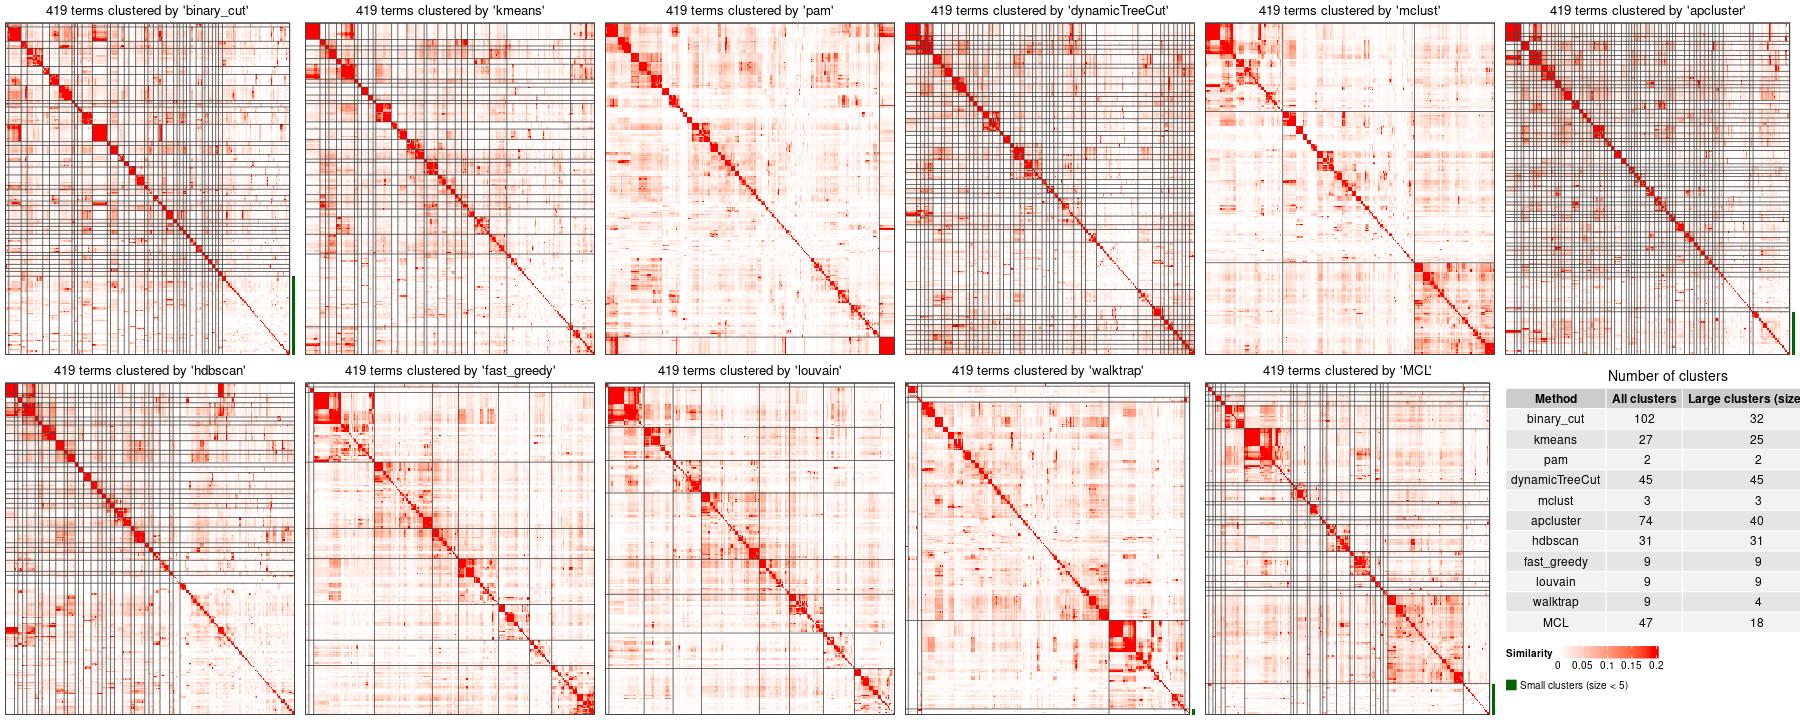 419 terms clustered by 'binary_cut'
419 terms clustered by 'kmeans'
419 terms clustered by 'pam'
419 terms clustered by 'dynamicTreeCut'
419 terms clustered by 'mclust'
419 terms clustered by 'apcluster'
419 terms clustered by 'hdbscan'
419 terms clustered by 'fast_greedy'
419 terms clustered by 'louvain'
419 terms clustered by 'walktrap'
419 terms clustered by 'MCL'
Number of clusters
Method All clusters Large clusters (size
binary_cut 102 32
kmeans 27 25
pam 2 2
dynamicTreeCut 45 45
mclust 3 3
apcluster 74 40
hdbscan 31 31
fast_greedy 9 9
louvain 9 9
walktrap 9 4
MCL 47 18
Similarity
0 0.05 0.1 0.15 0.2
Small clusters (size < 5)